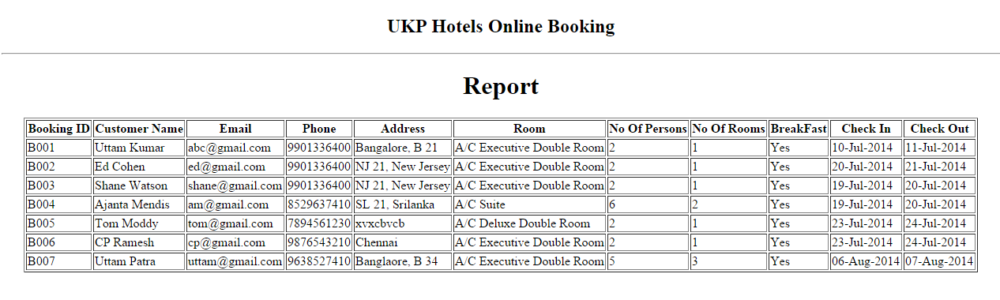 UKP Hotels Online Booking
Report
Booking ID Customer Name Email Phone Address Room No Of Persons No Of Rooms BreakFast Check In Check Out
B001 Uttam Kumar abc@gmail.com 9901336400 Bangalore, B 21 A/C Executive Double Room 2 1 Yes 10-Jul-2014 11-Jul-2014
B002 Ed Cohen ed@gmail.com 9901336400 NJ 21, New Jersey A/C Executive Double Room 2 1 Yes 20-Jul-2014 21-Jul-2014
B003 Shane Watson shane@gmail.com 9901336400 NJ 21, New Jersey A/C Executive Double Room 2 1 Yes 19-Jul-2014 20-Jul-2014
B004 Ajanta Mendis am@gmail.com 8529637410 SL 21, Srilanka A/C Suite 6 2 Yes 19-Jul-2014 20-Jul-2014
B005 Tom Moddy tom@gmail.com 7894561230 xvxcbvcb A/C Deluxe Double Room 2 1 Yes 23-Jul-2014 24-Jul-2014
B006 CP Ramesh cp@gmail.com 9876543210 Chennai A/C Executive Double Room 2 1 Yes 23-Jul-2014 24-Jul-2014
B007 Uttam Patra uttam@gmail.com 9638527410 Banglaore, B 34 A/C Executive Double Room 5 3 Yes 06-Aug-2014 07-Aug-2014